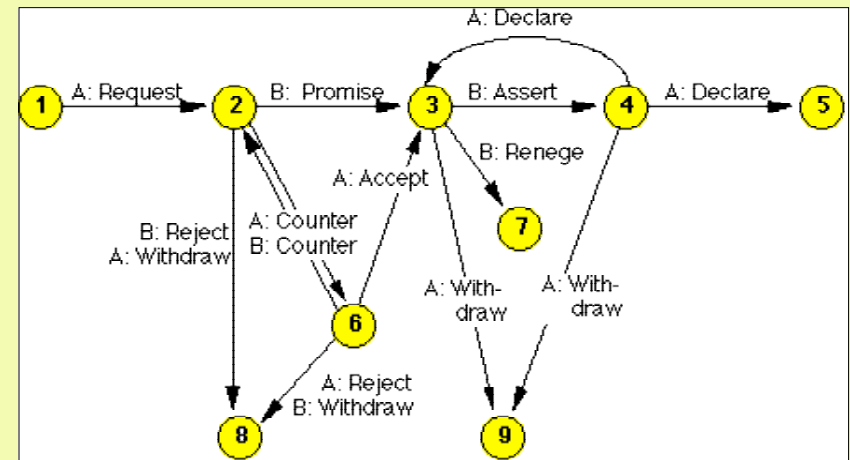 A: Declare
1
A: Request
2
B: Promise
3
B: Assert
4
A: Declare
5
B: Renege
A: Accept
7
B: Reject
A: Withdraw
A: Counter
B: Counter
A: With-
draw
A: With-
draw
6
A: Reject
B: Withdraw
8
9